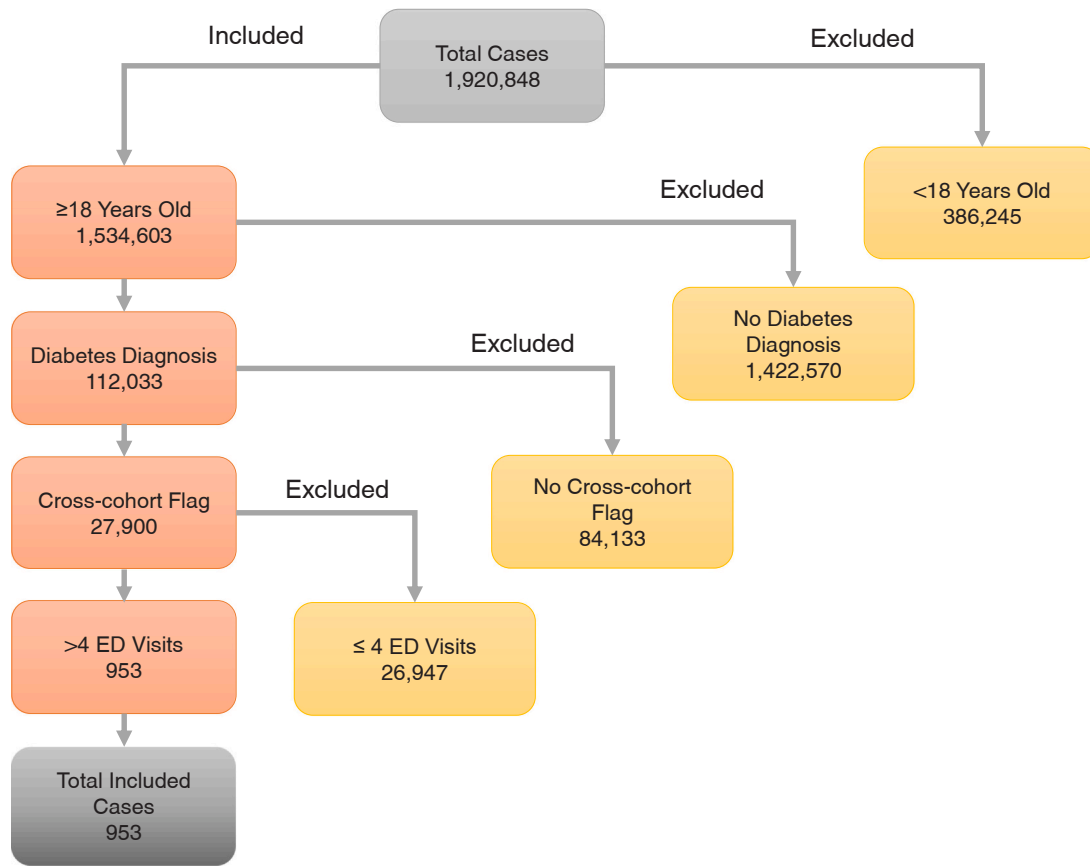 Included
Total Cases
1,920,848
Excluded
≥18 Years Old
1,534,603
Excluded
<18 Years Old
386,245
Diabetes Diagnosis
112,033
Excluded
No Diabetes
Diagnosis
1,422,570
Cross-cohort Flag
27,900
Excluded
No Cross-cohort
Flag
84,133
>4 ED Visits
953
≤ 4 ED Visits
26,947
Total Included
Cases
953